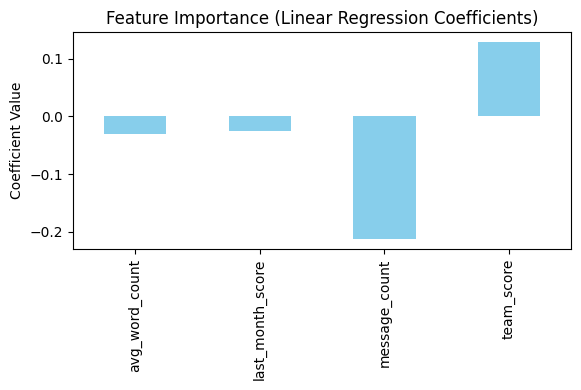 Feature Importance (Linear Regression Coefficients)
Coefficient Value
0.1
0.0
−0.1
−0.2
avg_word_count
last_month_score
message_count
team_score